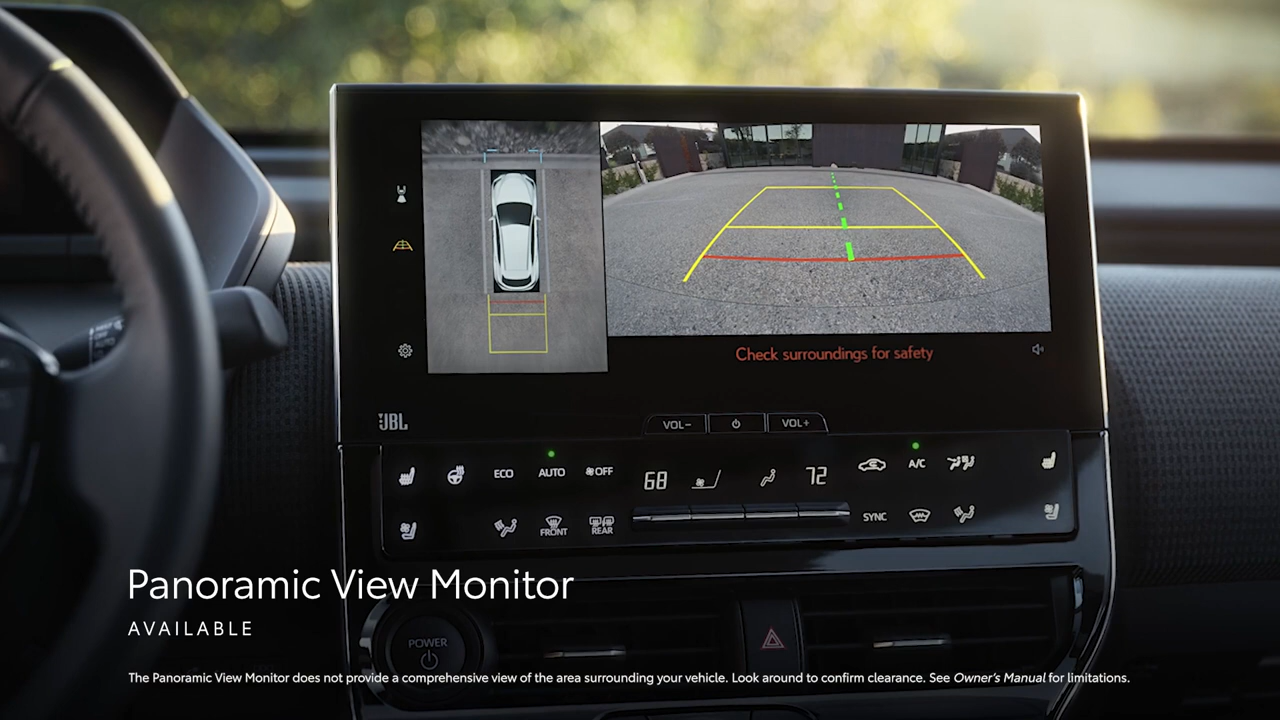 Check surroundings for safety
JBL
VOL-
VOL+
ECO
AUTO
OFF
68
72
A/C
FRONT
REAR
SYNC
Panoramic View Monitor
AVAILABLE
POWER
The Panoramic View Monitor does not provide a comprehensive view of the area surrounding your vehicle. Look around to confirm clearance. See Owner's Manual for limitations.